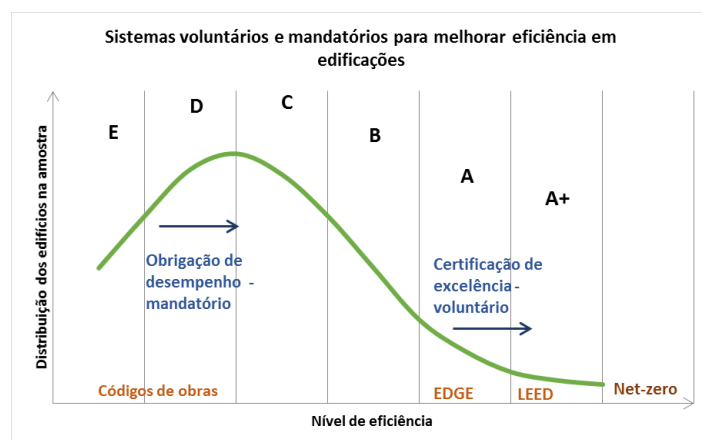 Sistemas voluntários e mandatórios para melhorar eficiência em
edificações
Distribuição dos edifícios na amostra
E
D
C
B
A
A+
Obrigação de
desempenho -
mandatório
Certificação de
excelência-
voluntário
Códigos de obras
EDGE
LEED
Net-zero
Nível de eficiência